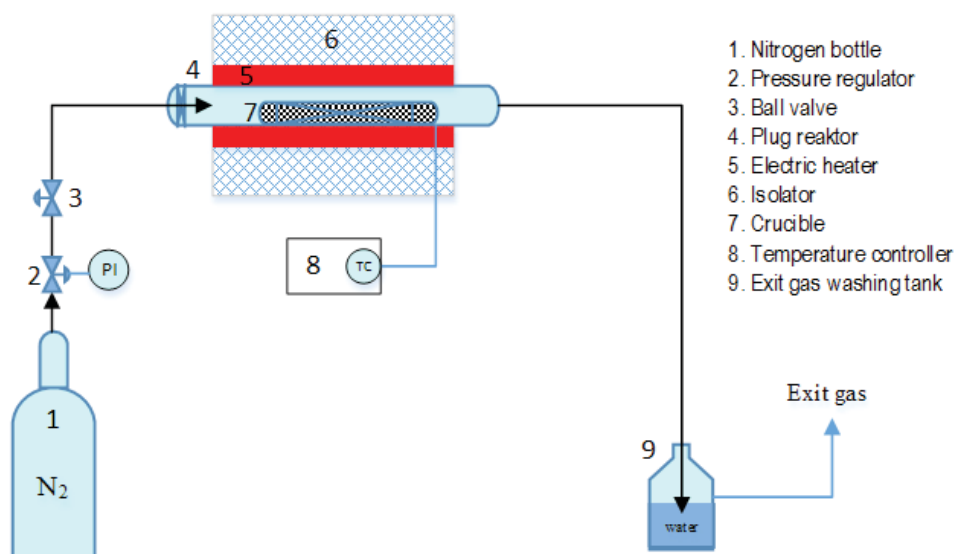 6
4
5
7
3
2
PI
8
TC
1
N2
9
water
Exit gas
1. Nitrogen bottle
2. Pressure regulator
3. Ball valve
4. Plug reaktor
5. Electric heater
6. Isolator
7. Crucible
8. Temperature controller
9. Exit gas washing tank